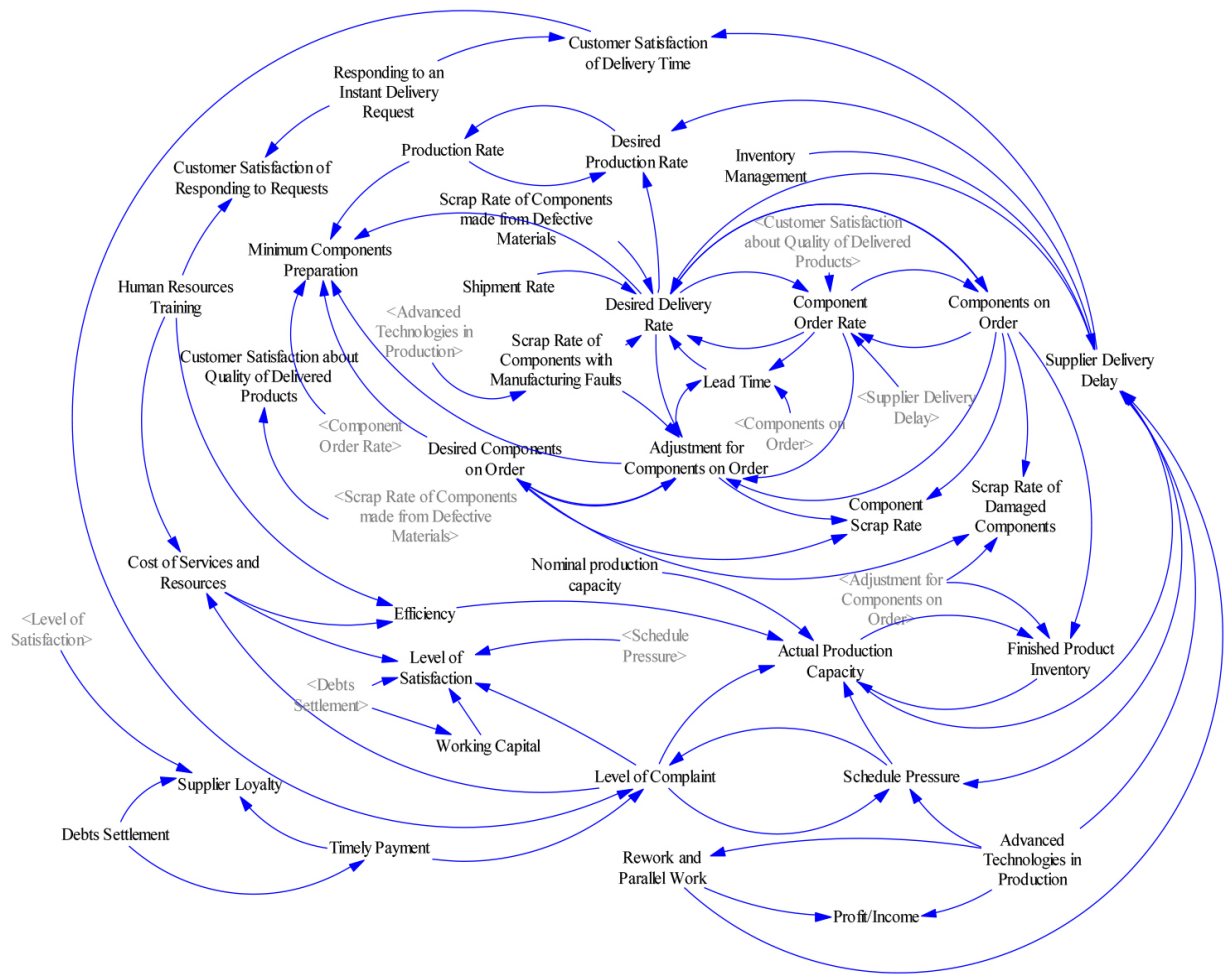 Customer Satisfaction
of Delivery Time
Responding to an
Instant Delivery
Request
Production Rate
Desired
Production Rate
Inventory
Management
Customer Satisfaction of
Responding to Requests
Scrap Rate of Components
made from Defective
Materials
<Customer Satisfaction
about Quality of Delivered
Products>
Minimum Components
Preparation
Human Resources
Training
Shipment Rate
Desired Delivery
Rate
Component
Order Rate
Components on
Order
<Advanced
Technologies in
Production>
Scrap Rate of
Components with
Manufacturing Faults
Customer Satisfaction about
Quality of Delivered
Products
Lead Time
Supplier Delivery
Delay
<Supplier Delivery
Delay>
<Component
Order Rate>
<Components on
Order>
Desired Components
on Order
Adjustment for
Components on Order
<Scrap Rate of Components
made from Defective
Materials>
Component
Scrap Rate
Scrap Rate of
Damaged
Components
Cost of Services and
Resources
Nominal production
capacity
<Adjustment for
Components on
Order>
<Level of
Satisfaction>
Efficiency
<Schedule
Pressure>
Actual Production
Capacity
Finished Product
Inventory
Level of
Satisfaction
<Debts
Settlement>
Working Capital
Supplier Loyalty
Level of Complaint
Schedule Pressure
Debts Settlement
Timely Payment
Rework and
Parallel Work
Advanced
Technologies in
Production
Profit/Income